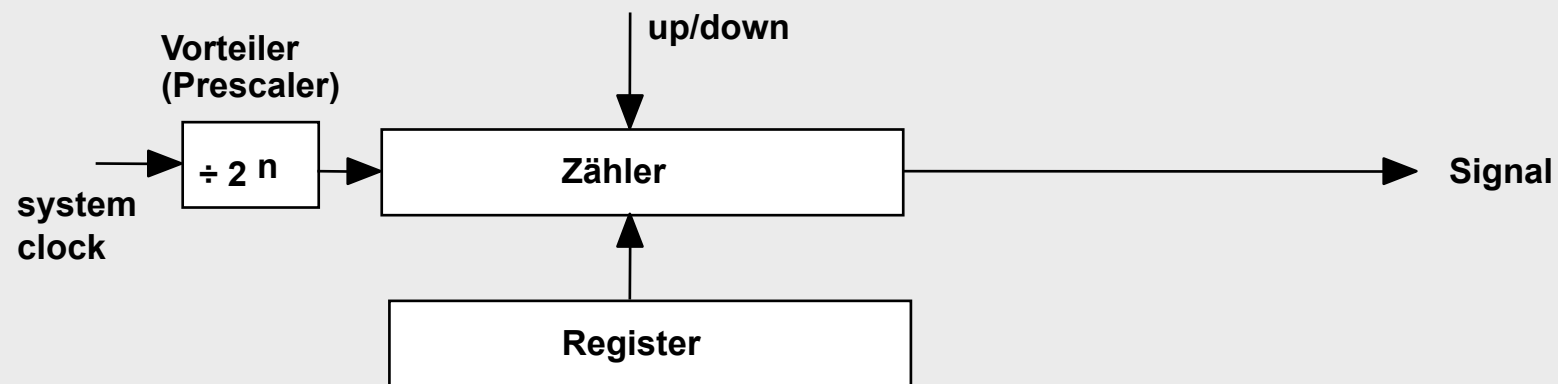 up/down
Vorteiler
(Prescaler)
÷ 2 n
Zähler
Signal
system
clock
Register